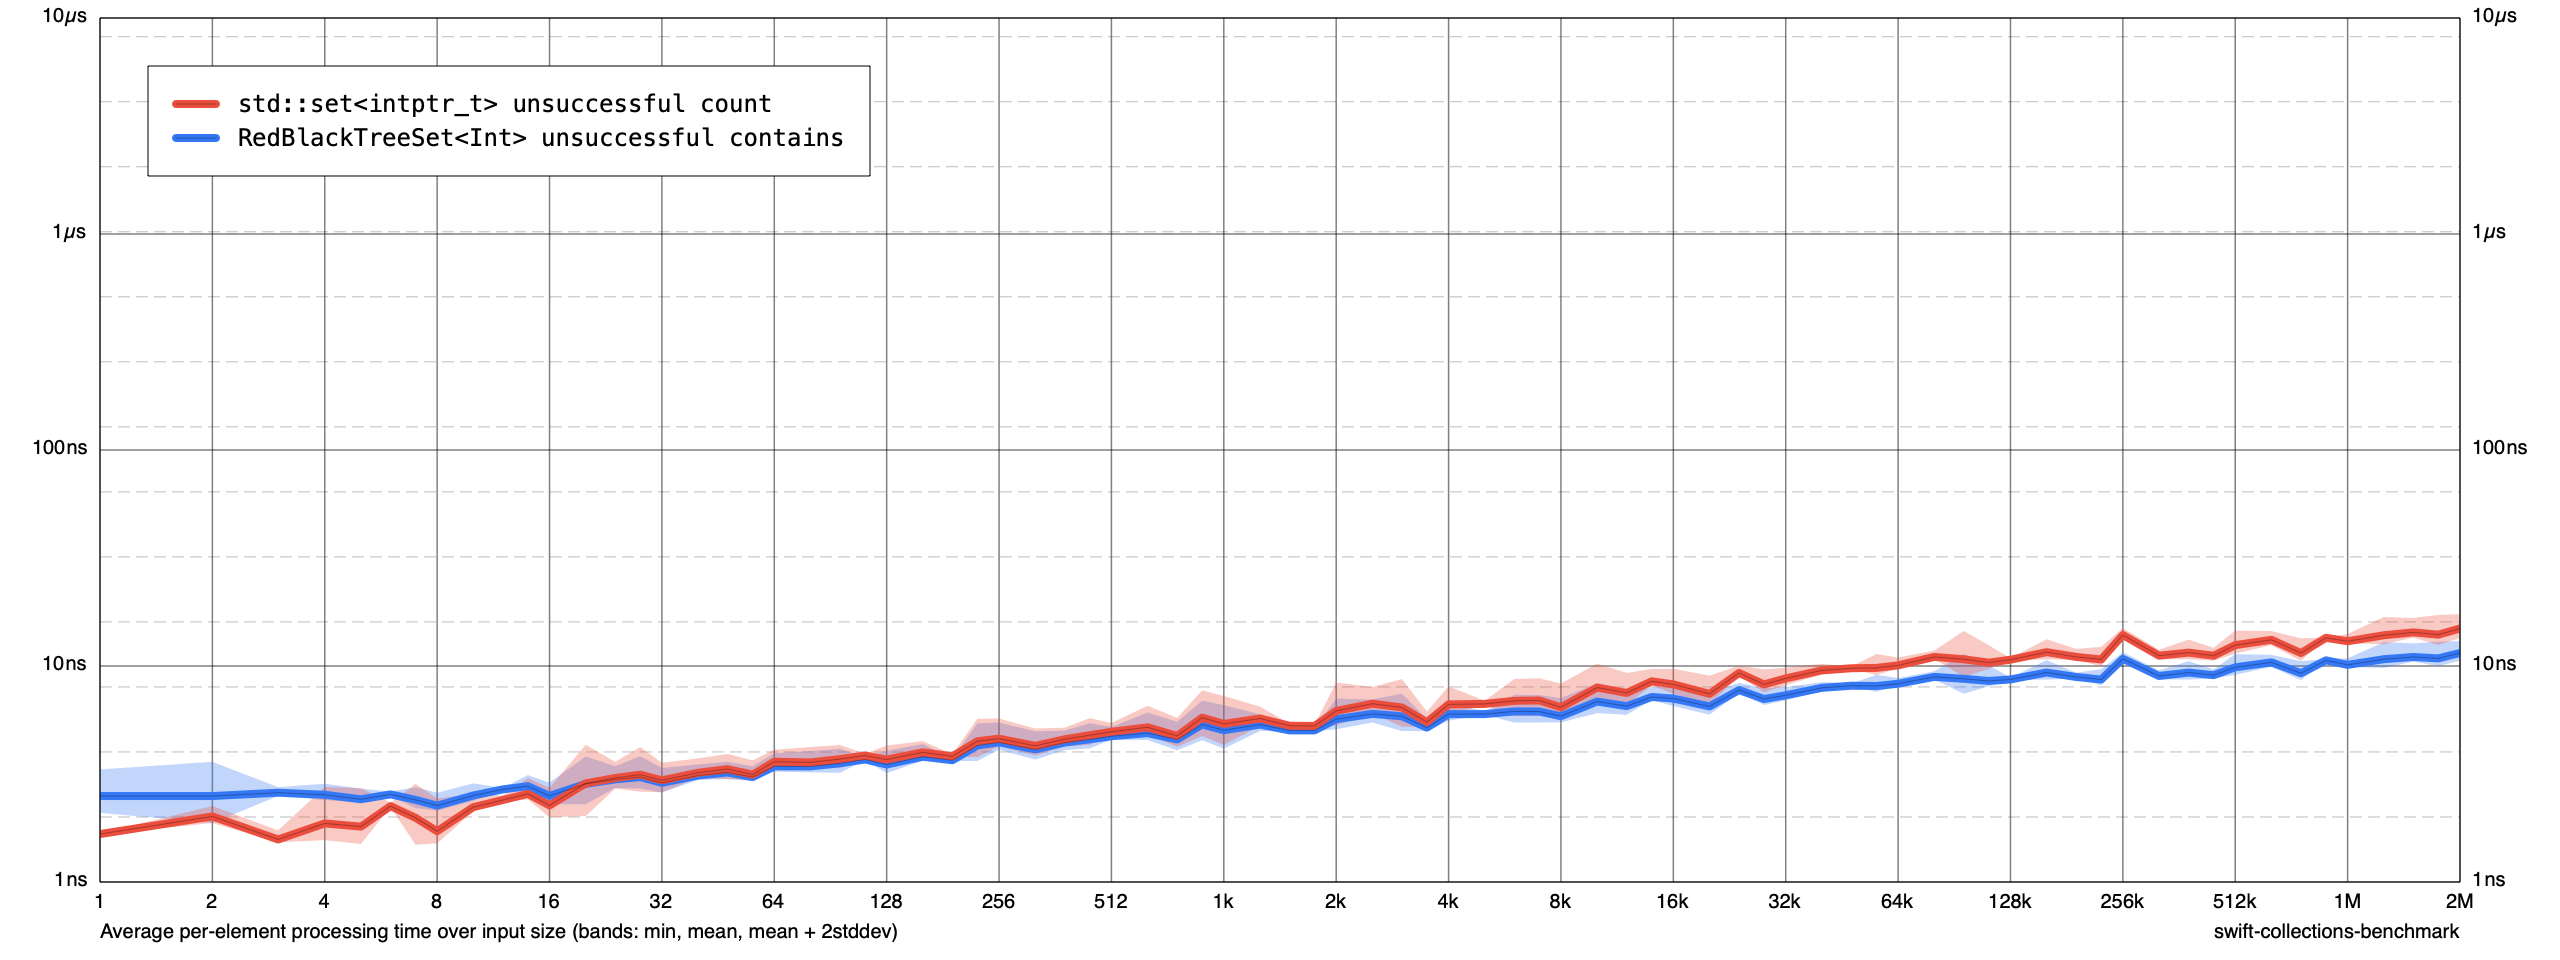 10µs
10µs
std::set<intptr_t> unsuccessful count
RedBlackTreeSet<Int> unsuccessful contains
1µs
1µs
100ns
100ns
10ns
10ns
1ns
1ns
1 2 4 8 16 32 64 128 256 512 1k 2k 4k 8k 16k 32k 64k 128k 256k 512k 1M 2M
Average per-element processing time over input size (bands: min, mean, mean + 2stddev)
swift-collections-benchmark